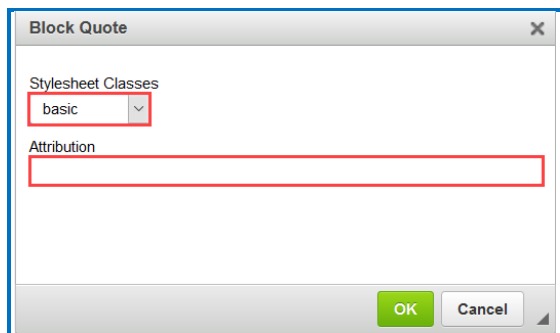 Block Quote
Stylesheet Classes
basic
Attribution
OK Cancel